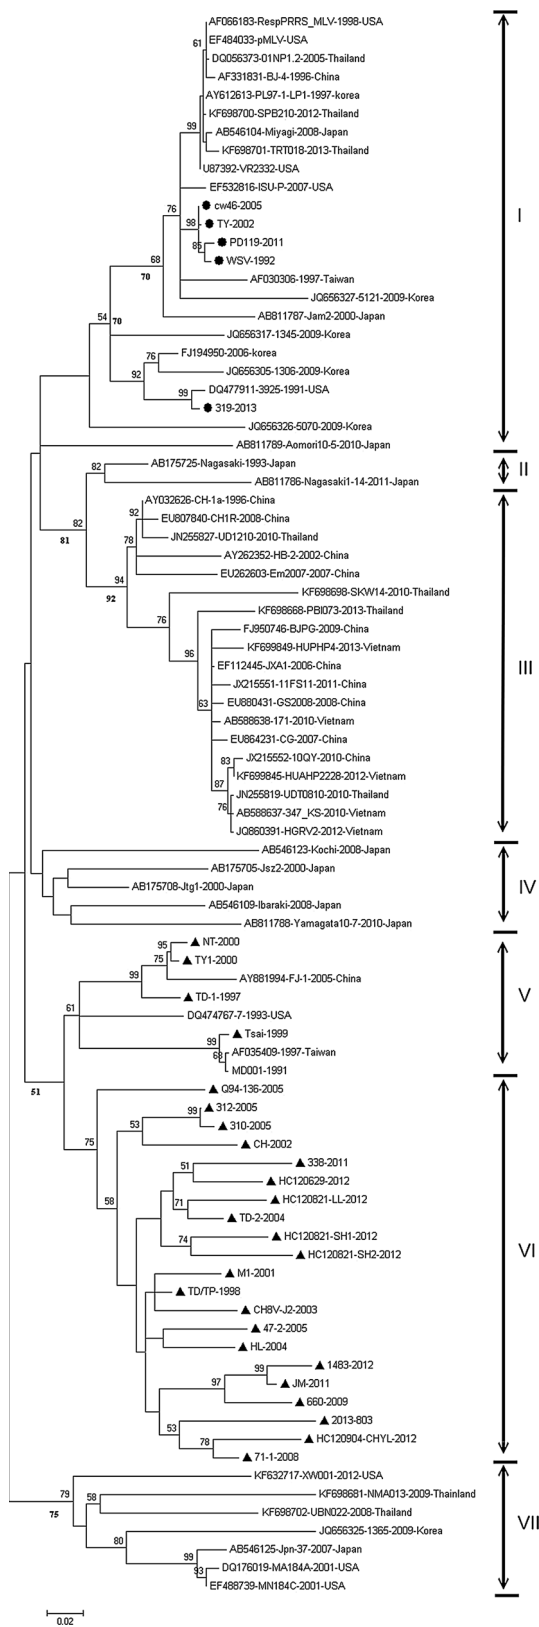 AF066183-RespPRRS_MLV-1998-USA
EF484033-pMLV-USA
61
DQ056373-01NP1.2-2005-Thailand
AF331831-BJ-4-1996-China
AY612613-PL97-1-LP1-1997-korea
KF698700-SPB210-2012-Thailand
99
AB546104-Miyagi-2008-Japan
KF698701-TRT018-2013-Thailand
U87392-VR2332-USA
EF532816-ISU-P-2007-USA
cw46-2005
76
I
98
TY-2002
PD119-2011
85
WSV-1992
68
70
AF030306-1997-Taiwan
JQ656327-5121-2009-Korea
AB811787-Jam2-2000-Japan
54
70
JQ656317-1345-2009-Korea
FJ194950-2006-korea
76
JQ656305-1306-2009-Korea
92
DQ477911-3925-1991-USA
99
319-2013
JQ656326-5070-2009-Korea
AB811789-Aomori10-5-2010-Japan
AB175725-Nagasaki-1993-Japan
82
II
AB811786-Nagasaki1-14-2011-Japan
AY032626-CH-1a-1996-China
92
EU807840-CH1R-2008-China
82
81
JN255827-UD1210-2010-Thailand
78
AY262352-HB-2-2002-China
EU262603-Em2007-2007-China
94
92
KF698698-SKW14-2010-Thailand
KF698668-PBI073-2013-Thailand
76
FJ950746-BJPG-2009-China
KF699849-HUPHP4-2013-Vietnam
96
EF112445-JXA1-2006-China
III
JX215551-11FS11-2011-China
EU880431-GS2008-2008-China
63
AB588638-171-2010-Vietnam
EU864231-CG-2007-China
JX215552-10QY-2010-China
83
KF699845-HUAHP2228-2012-Vietnam
87
JN255819-UDT0810-2010-Thailand
76
AB588637-347_KS-2010-Vietnam
JQ860391-HGRV2-2012-Vietnam
AB546123-Kochi-2008-Japan
AB175705-Jsz2-2000-Japan
AB175708-Jtg1-2000-Japan
IV
AB546109-Ibaraki-2008-Japan
AB811788-Yamagata10-7-2010-Japan
NT-2000
95
TY1-2000
75
AY881994-FJ-1-2005-China
99
TD-1-1997
V
61
DQ474767-7-1993-USA
Tsai-1999
99
AF035409-1997-Taiwan
68
MD001-1991
51
Q94-136-2005
312-2005
99
310-2005
53
CH-2002
75
338-2011
51
HC120629-2012
58
HC120821-LL-2012
71
TD-2-2004
HC120821-SH1-2012
74
HC120821-SH2-2012
VI
M1-2001
TD/TP-1998
CH8V-J2-2003
47-2-2005
HL-2004
1483-2012
99
JM-2011
97
660-2009
2013-803
53
HC120904-CHYL-2012
78
71-1-2008
KF632717-XW001-2012-USA
KF698681-NMA013-2009-Thainland
79
75
58
KF698702-UBN022-2008-Thailand
VII
JQ656325-1365-2009-Korea
80
AB546125-Jpn-37-2007-Japan
99
DQ176019-MA184A-2001-USA
93
EF488739-MN184C-2001-USA
0.02